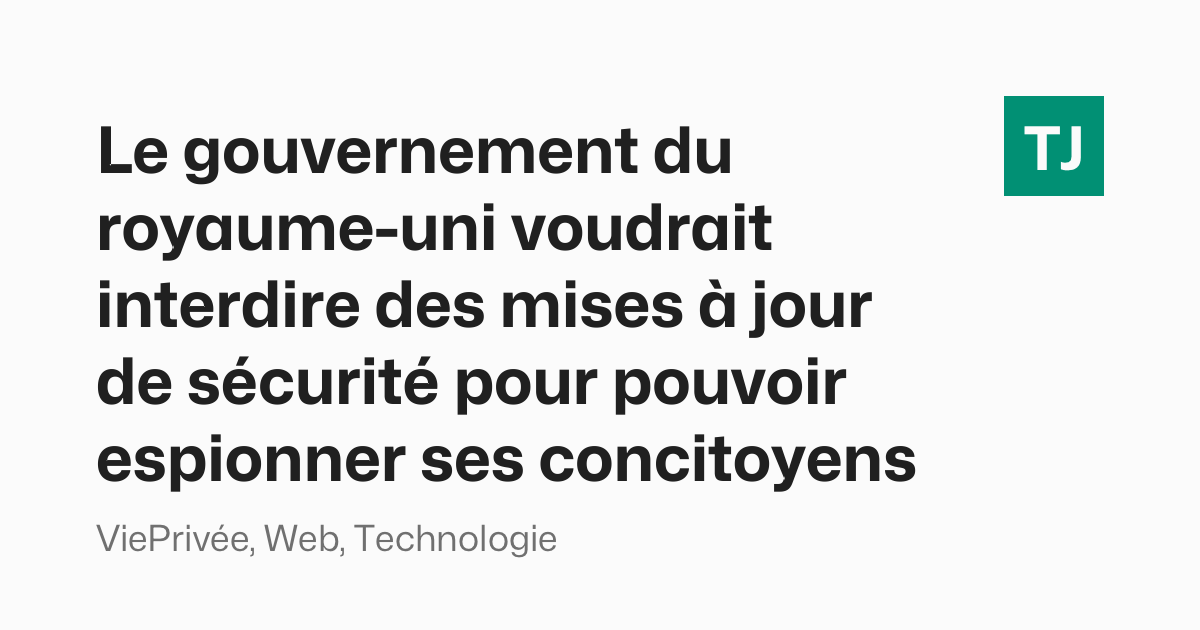 Le gouvernement du
royaume-uni voudrait
interdire des mises à jour
de sécurité pour pouvoir
espionner ses concitoyens
ViePrivée, Web, Technologie
TJ